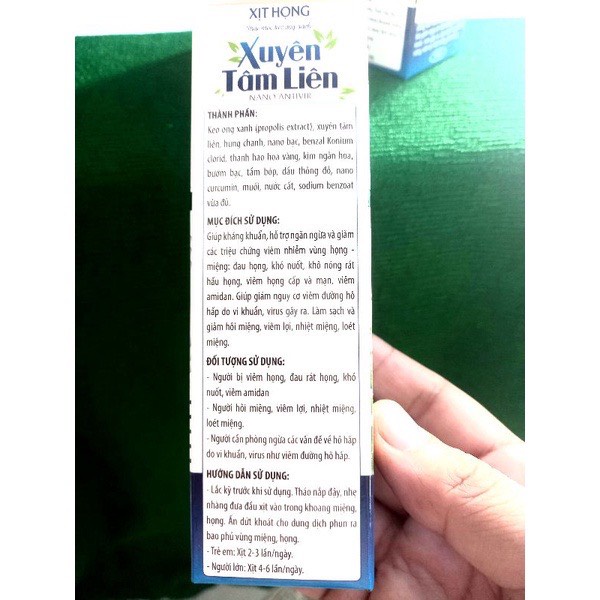 XỊT HỌNG
Xuyên
Tâm Liên
NANO ANTIVIR
THÀNH PHẦN:
Keo ong xanh (propolis extract), xuyên tâm
liên, hung chanh, nano bạc, benzal Konium
clorid, thanh hao hoa vàng, kim ngân hoa,
bươm bạc, tầm bóp, dầu thông đỏ, nano
curcumin, muối, nước cất, sodium benzoat
vừa đủ.
MỤC ĐÍCH SỬ DỤNG:
Giúp kháng khuẩn, hỗ trợ ngăn ngừa và giảm
các triệu chứng viêm nhiễm vùng họng -
miệng: đau họng, khó nuốt, khô nóng rát
hầu họng, viêm họng cấp và mạn, viêm
amidan. Giúp giảm nguy cơ viêm đường hô
hấp do vi khuẩn, virus gây ra. Làm sạch và
giảm hôi miệng, viêm lợi, nhiệt miệng, loét
miệng.
ĐỐI TƯỢNG SỬ DỤNG:
- Người bị viêm họng, đau rát họng, khó
nuốt, viêm amidan
- Người hôi miệng, viêm lợi, nhiệt miệng,
loét miệng.
- Người cần phòng ngừa các vấn đề về hô hấp
do vi khuẩn, virus như viêm đường hô hấp.
HƯỚNG DẪN SỬ DỤNG:
- Lắc kỹ trước khi sử dụng. Tháo nắp đậy, nhẹ
nhàng đưa đầu xịt vào trong khoang miệng,
họng. Ấn dứt khoát cho dung dịch phun ra
bao phủ vùng miệng, họng.
- Trẻ em: Xịt 2-3 lần/ngày.
- Người lớn: Xịt 4-6 lần/ngày.